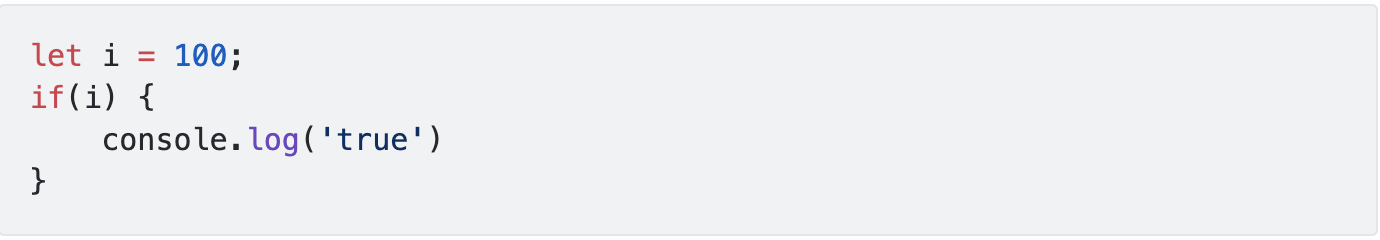 let i = 100;
if(i) {
    console.log('true')
}